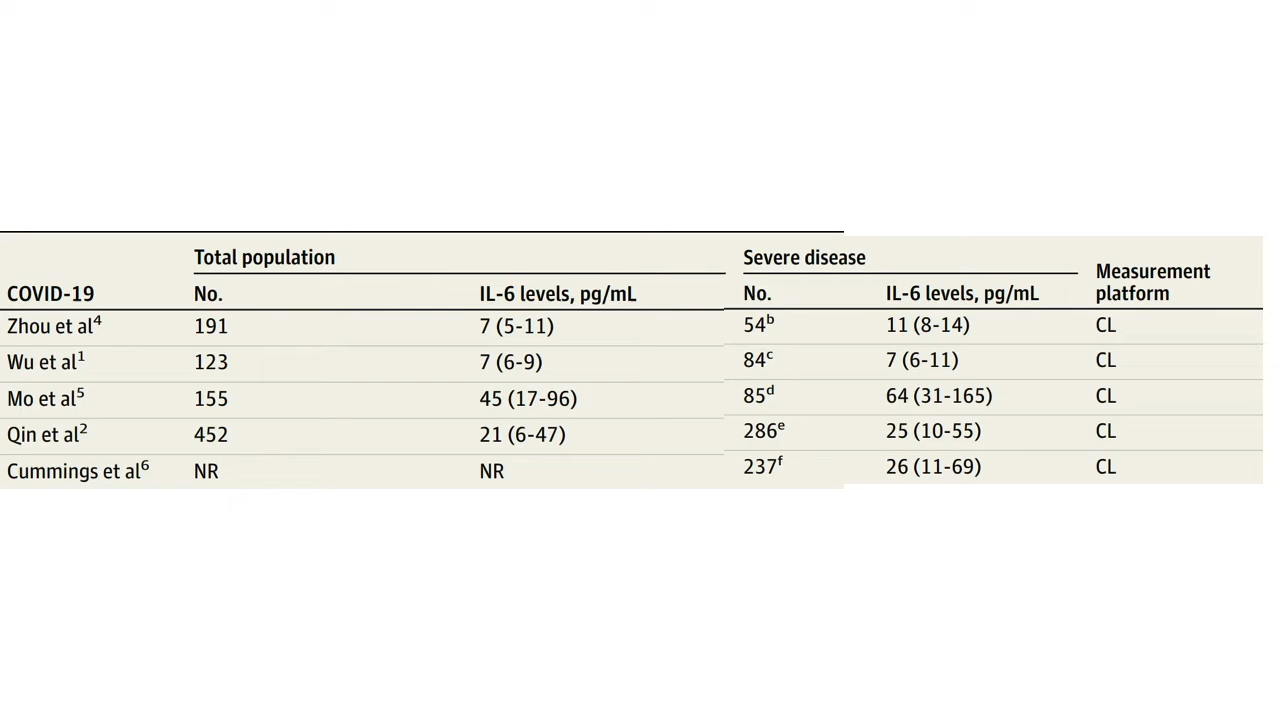 Total population Severe disease
Measurement
COVID-19 No. IL-6 levels, pg/mL No. IL-6 levels, pg/mL platform
Zhou et al⁴ 191 7 (5-11) 54ᵇ 11 (8-14) CL
Wu et al¹ 123 7 (6-9) 84ᶜ 7 (6-11) CL
Mo et al⁵ 155 45 (17-96) 85ᵈ 64 (31-165) CL
Qin et al² 452 21 (6-47) 286ᵉ 25 (10-55) CL
Cummings et al⁶ NR NR 237ᶠ 26 (11-69) CL